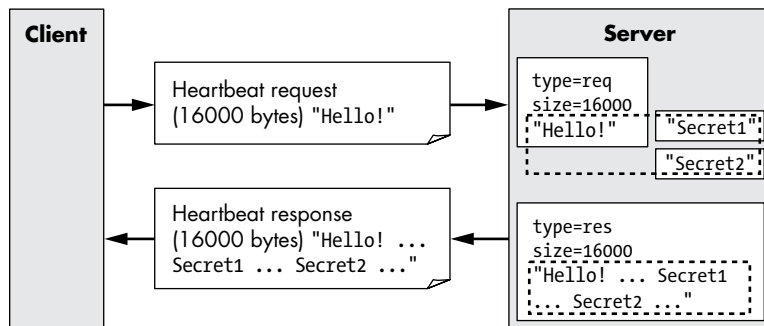 Client
Server
Heartbeat request
(16000 bytes) "Hello!"
type=req
size=16000
"Hello!"
"Secret1"
"Secret2"
Heartbeat response
(16000 bytes) "Hello! ...
Secret1 ... Secret2 ..."
type=res
size=16000
"Hello! ... Secret1
... Secret2 ..."